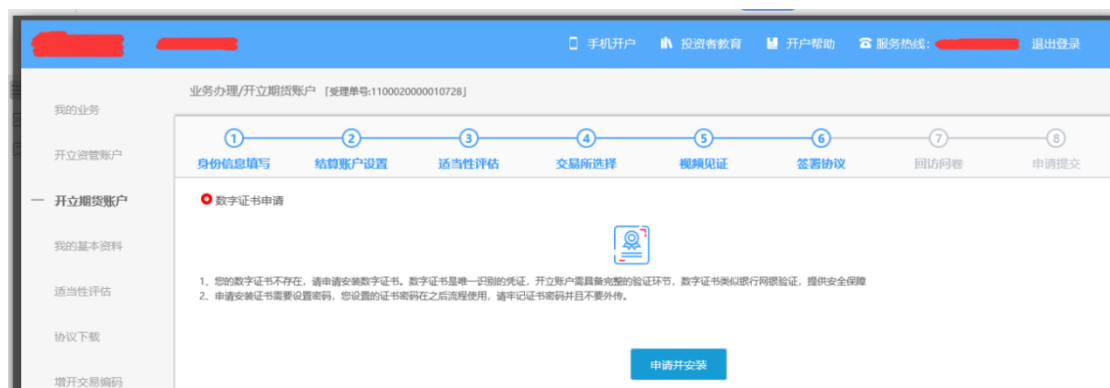 手机开户 投资者教育 开户帮助 服务热线: 退出登录
业务办理/开立期货账户 「受理单号:1100020000010728」
我的业务
开立资管账户
开立期货账户
我的基本资料
适当性评估
协议下载
增开交易编码
1 2 3 4 5 6 7 8
身份信息填写 结算账户设置 适当性评估 交易所选择 视频见证 签署协议 回访问卷 申请提交
数字证书申请
1、您的数字证书不存在，请申请安装数字证书。数字证书是唯一识别的凭证，开立账户需具备完整的验证环节，数字证书类似银行网银验证，提供安全保障
2、申请安装证书需要设置密码，您设置的证书密码在之后流程使用，请牢记证书密码并且不要外传。
申请并安装